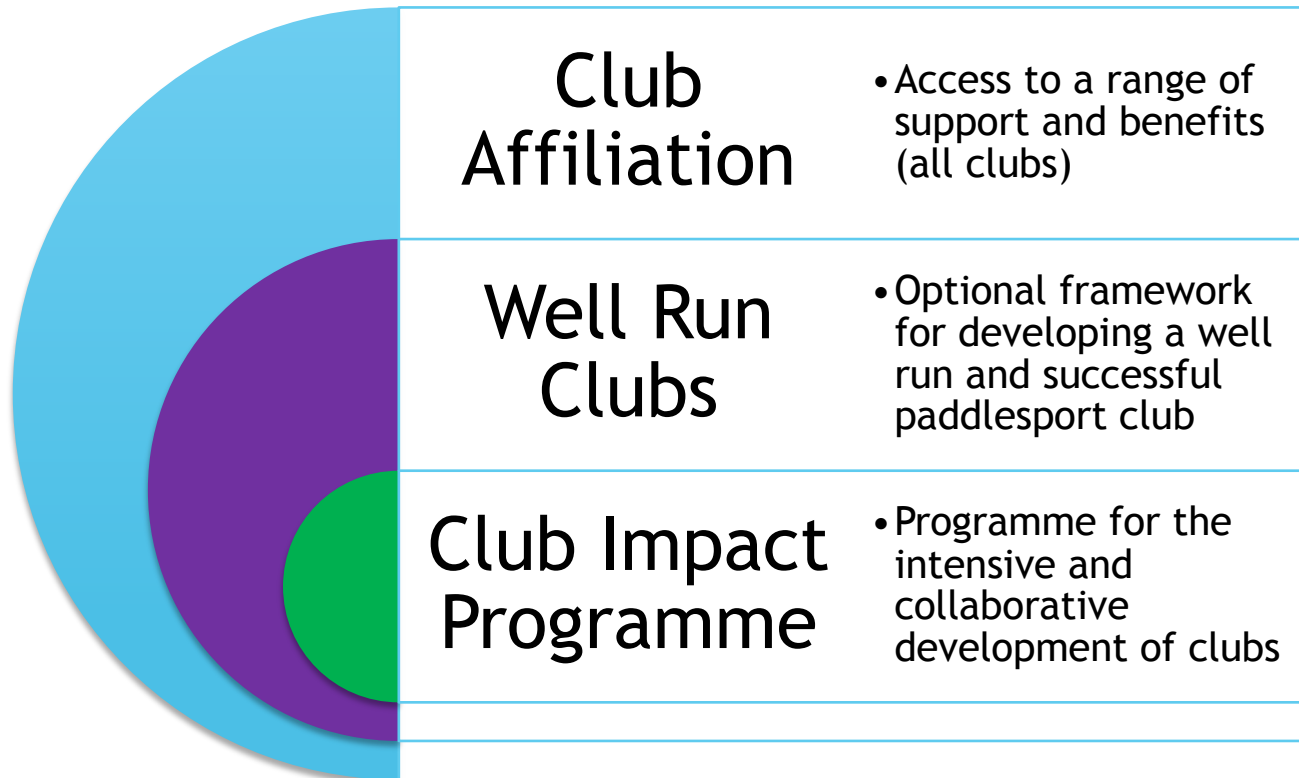 Club
Affiliation
•Access to a range of
support and benefits
(all clubs)
Well Run
Clubs
•Optional framework
for developing a well
run and successful
paddlesport club
Club Impact
Programme
•Programme for the
intensive and
collaborative
development of clubs